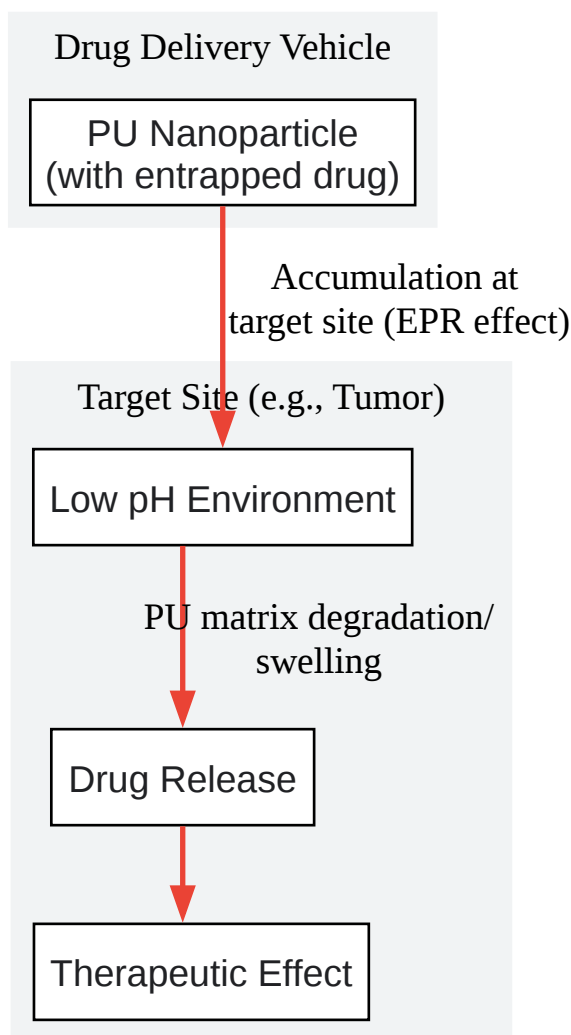 Drug Delivery Vehicle
PU Nanoparticle
(with entrapped drug)
Accumulation at
target site (EPR effect)
Target Site (e.g., Tumor)
Low pH Environment
PU matrix degradation/
swelling
Drug Release
Therapeutic Effect